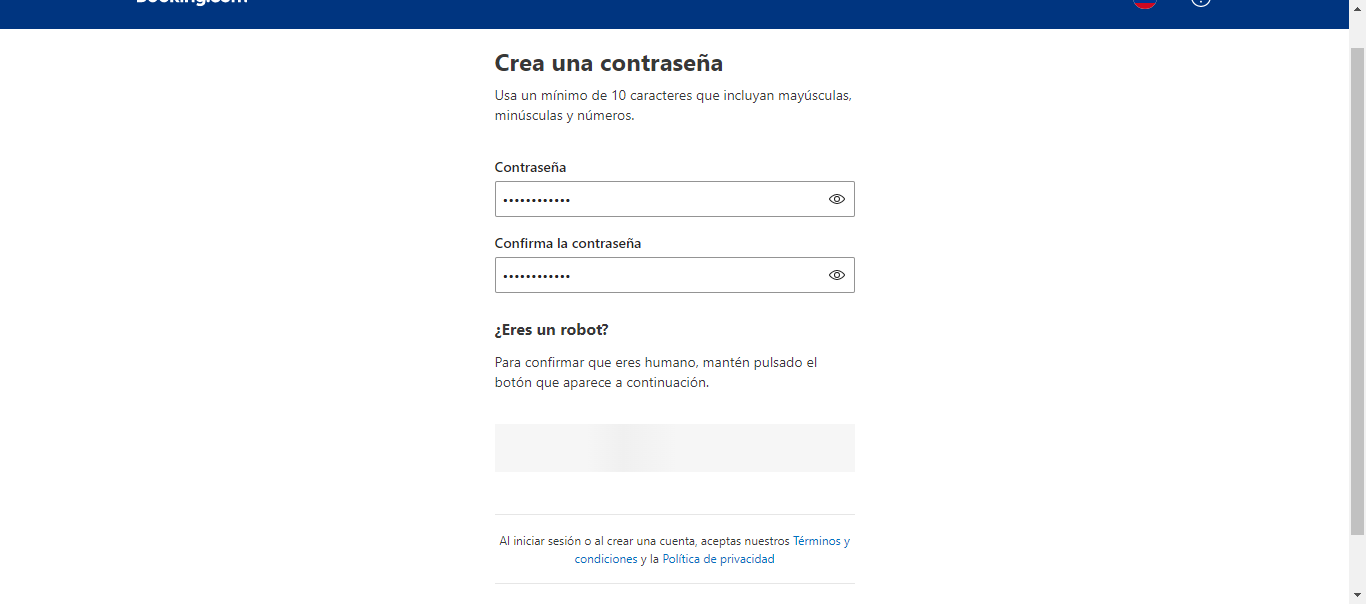 Booking.com
Crea una contraseña
Usa un mínimo de 10 caracteres que incluyan mayúsculas,
minúsculas y números.
Contraseña
••••••••••••
Confirma la contraseña
••••••••••••
¿Eres un robot?
Para confirmar que eres humano, mantén pulsado el
botón que aparece a continuación.
Al iniciar sesión o al crear una cuenta, aceptas nuestros Términos y
condiciones y la Política de privacidad